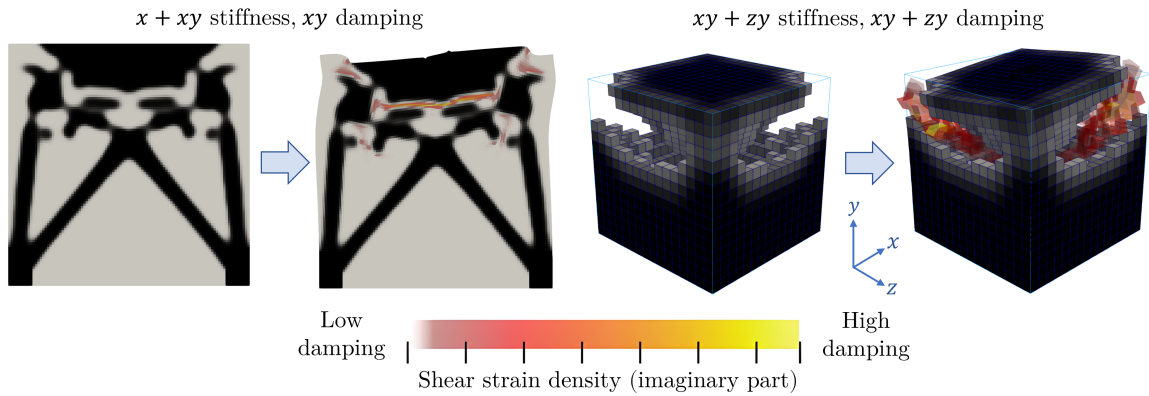 x + xy stiffness, xy damping
xy + zy stiffness, xy + zy damping
y
x
z
Low
damping
High
damping
Shear strain density (imaginary part)